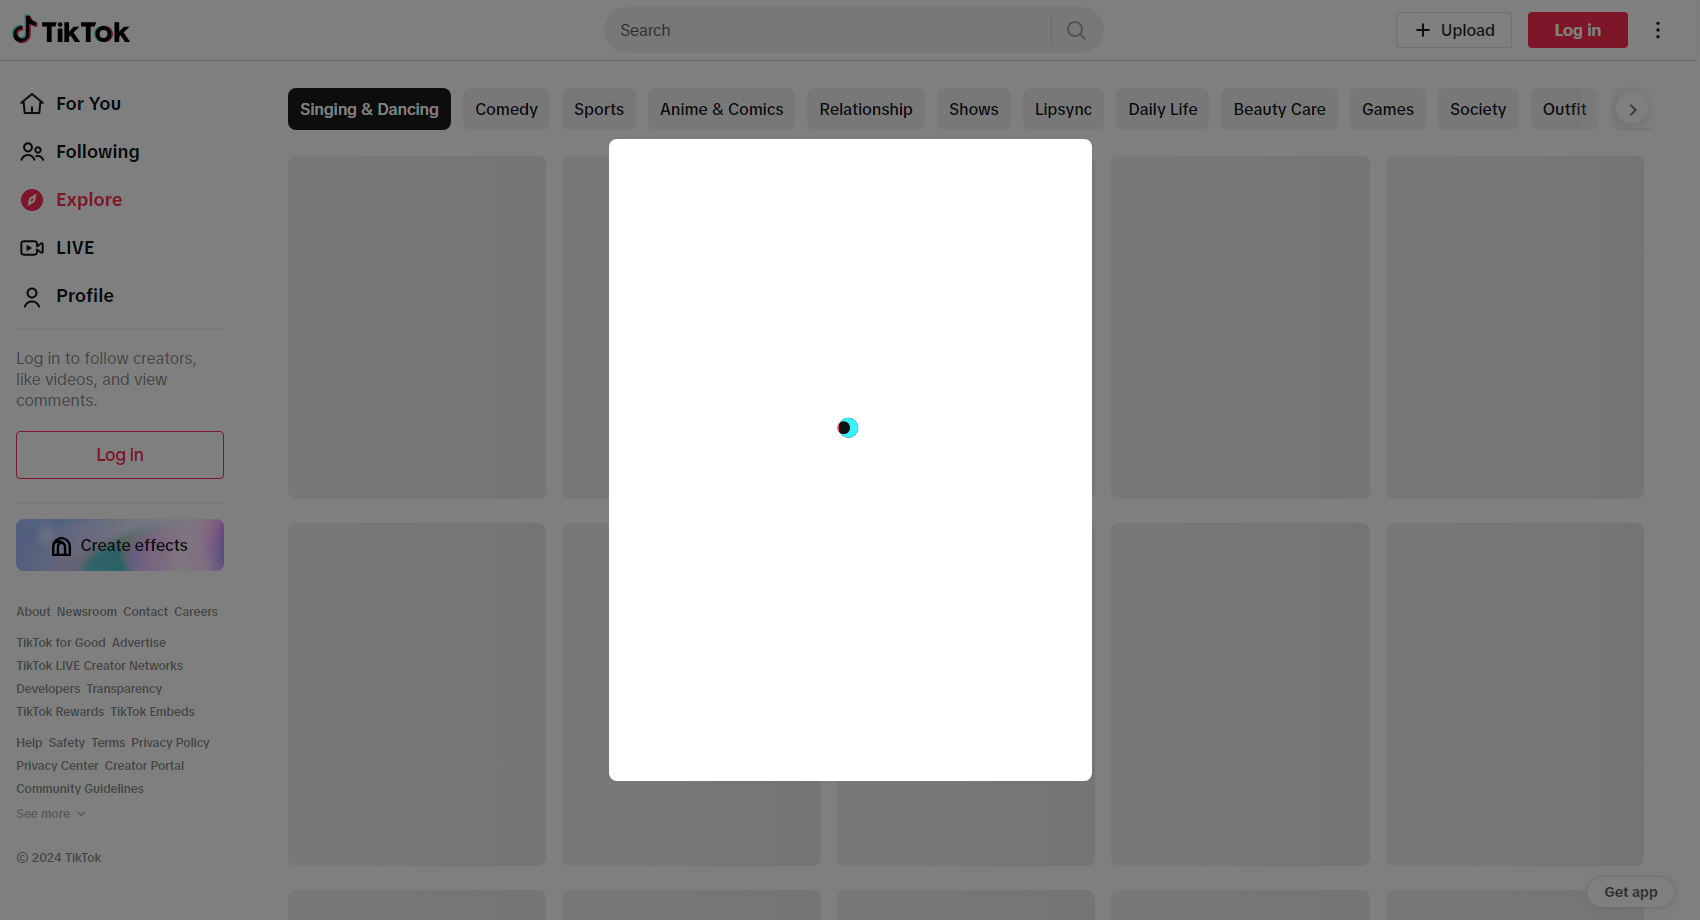 TikTok
Search
Upload
Log in
For You
Following
Explore
LIVE
Profile
Log in to follow creators,
like videos, and view
comments.
Log in
Create effects
About Newsroom Contact Careers
TikTok for Good Advertise
TikTok LIVE Creator Networks
Developers Transparency
TikTok Rewards TikTok Embeds
Help Safety Terms Privacy Policy
Privacy Center Creator Portal
Community Guidelines
See more
© 2024 TikTok
Singing & Dancing Comedy Sports Anime & Comics Relationship Shows Lipsync Daily Life Beauty Care Games Society Outfit
Get app